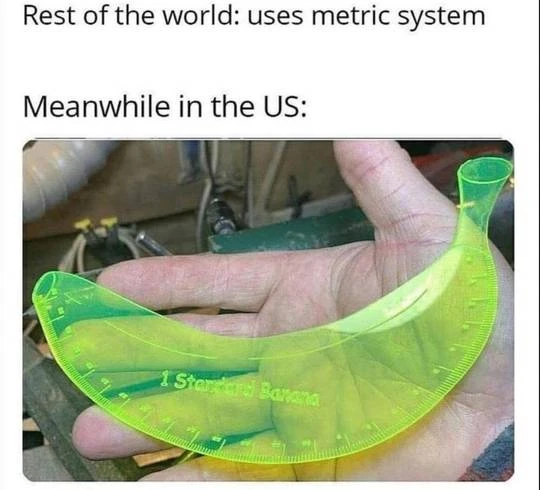 Rest of the world: uses metric system
Meanwhile in the US:
1 Standard Banana